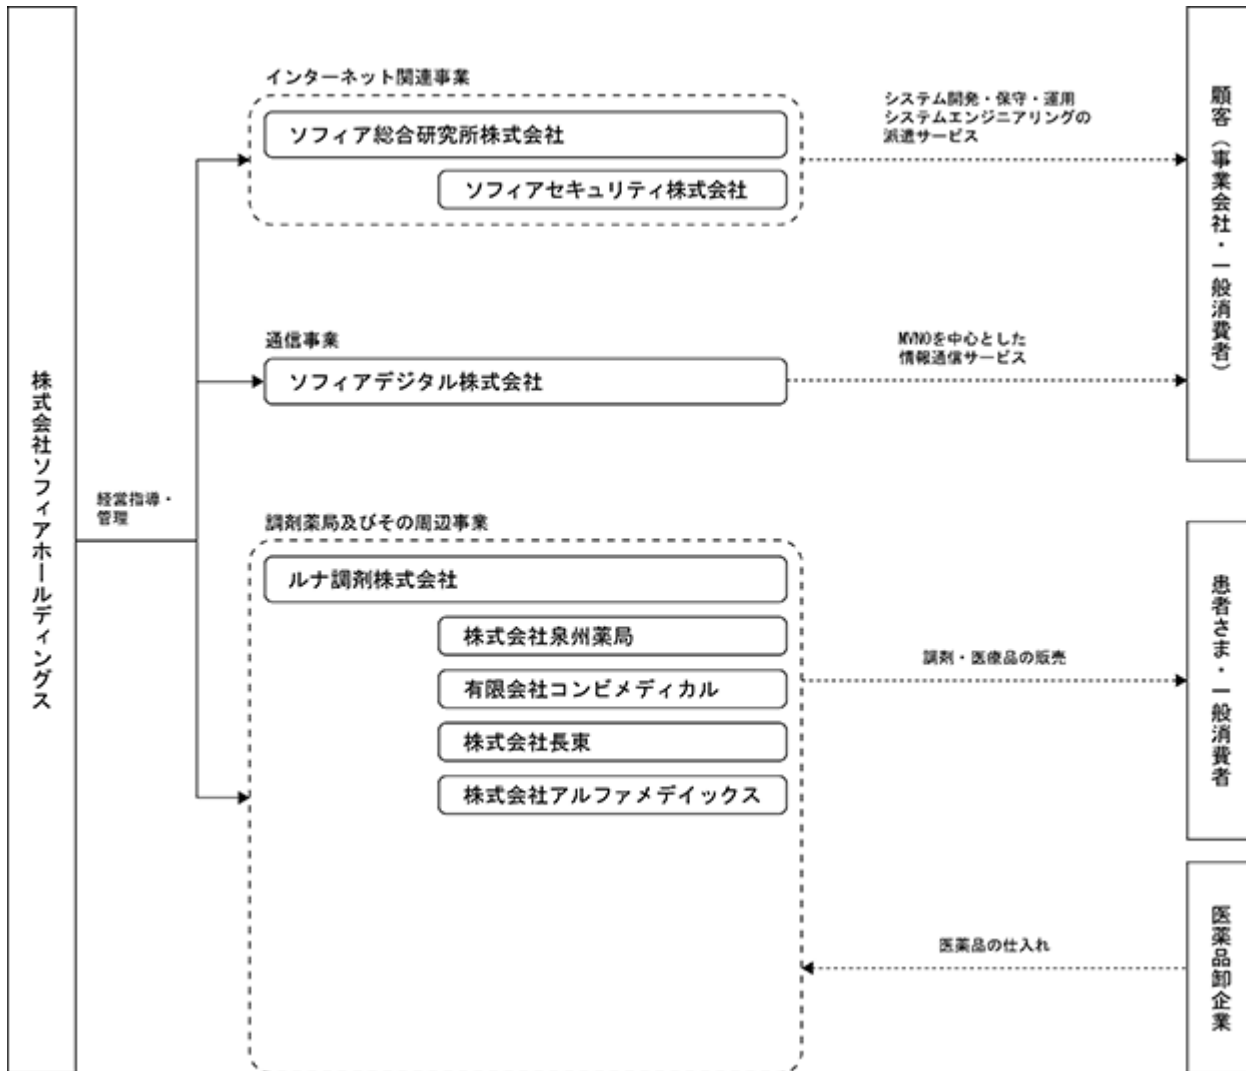 株式会社ソフィアホールディングス
経営指導・
管理
インターネット関連事業
ソフィア総合研究所株式会社
ソフィアセキュリティ株式会社
システム開発・保守・運用
システムエンジニアリングの
派遣サービス
顧客（事業会社・一般消費者）
通信事業
ソフィアデジタル株式会社
MVNOを中心とした
情報通信サービス
調剤薬局及びその周辺事業
ルナ調剤株式会社
株式会社泉州薬局
有限会社コンビメディカル
株式会社長東
株式会社アルファメデイックス
調剤・医療品の販売
患者さま・一般消費者
医薬品の仕入れ
医薬品卸企業